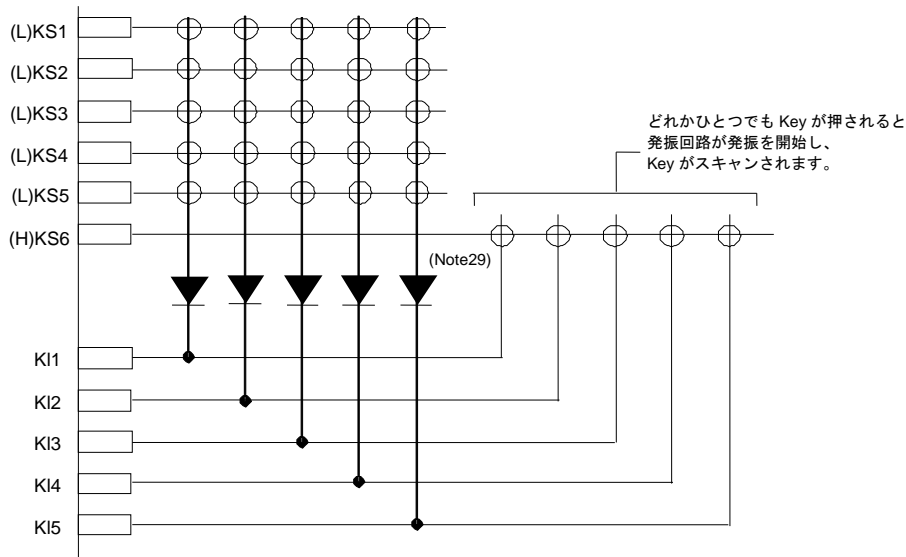 (L)KS1
(L)KS2
(L)KS3
(L)KS4
(L)KS5
(H)KS6
どれかひとつでも Key が押されると
発振回路が発振を開始し、
Key がスキャンされます。
(Note29)
KI1
KI2
KI3
KI4
KI5